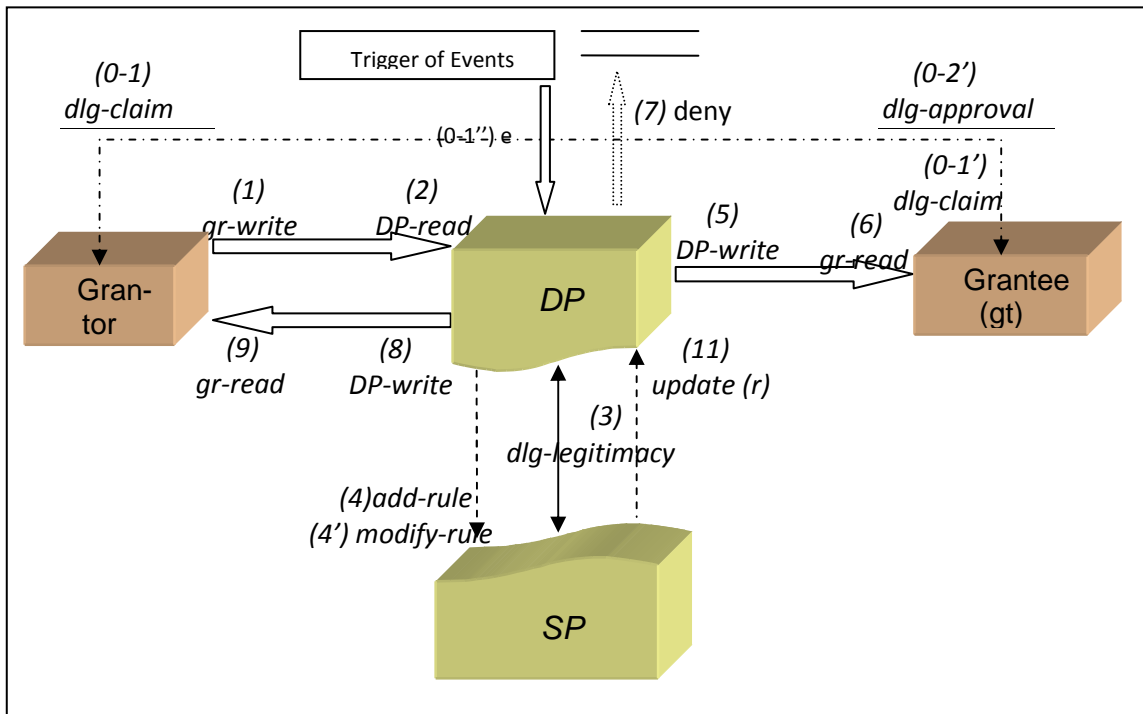 Trigger of Events
(0-1)
dlg-claim
(7) deny
(0-2')
dlg-approval
(0-1'') e
(0-1')
dlg-claim
(1)
gr-write
(2)
DP-read
(5)
DP-write
(6)
gr-read
Gran-
tor
DP
Grantee
(gt)
(9)
gr-read
(8)
DP-write
(11)
update (r)
(3)
dlg-legitimacy
(4)add-rule
(4') modify-rule
SP